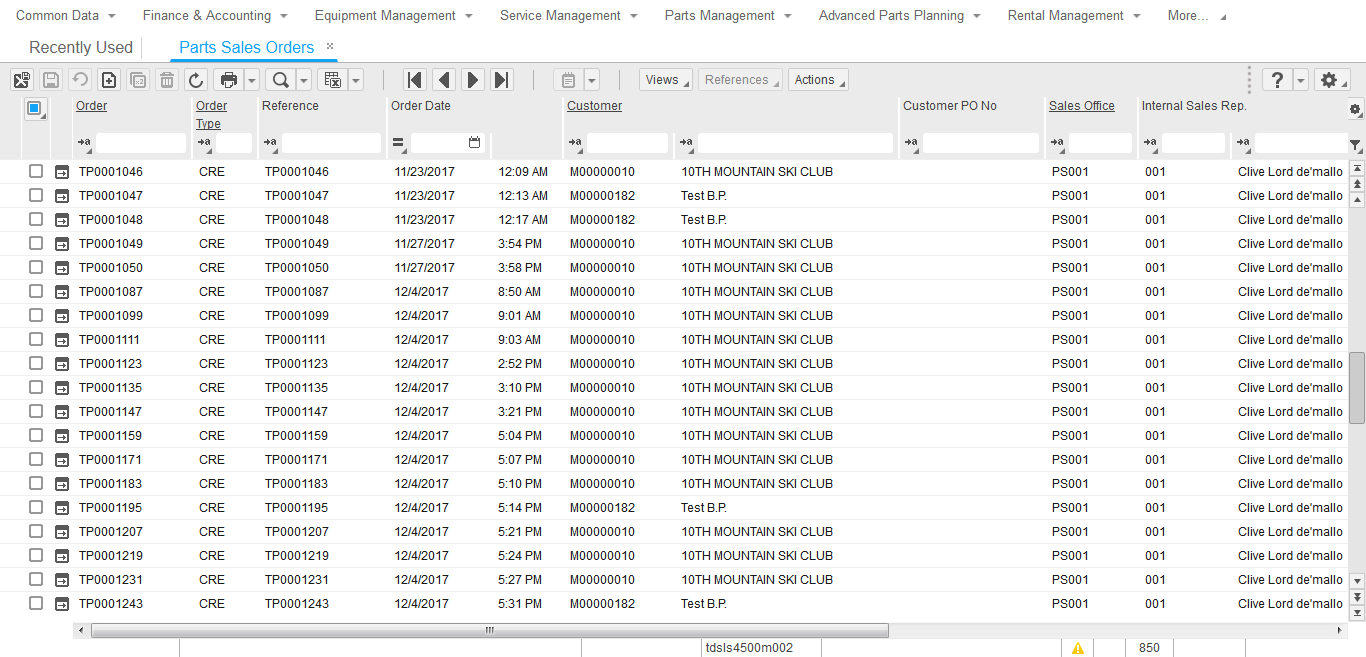 Common Data Finance & Accounting Equipment Management Service Management Parts Management Advanced Parts Planning Rental Management More...
Recently Used Parts Sales Orders ×
Views References Actions ?
Order Order Type Reference Order Date Customer Customer PO No Sales Office Internal Sales Rep.
TP0001046 CRE TP0001046 11/23/2017 12:09 AM M00000010 10TH MOUNTAIN SKI CLUB PS001 001 Clive Lord de'mallo
TP0001047 CRE TP0001047 11/23/2017 12:13 AM M00000182 Test B.P. PS001 001 Clive Lord de'mallo
TP0001048 CRE TP0001048 11/23/2017 12:17 AM M00000182 Test B.P. PS001 001 Clive Lord de'mallo
TP0001049 CRE TP0001049 11/27/2017 3:54 PM M00000010 10TH MOUNTAIN SKI CLUB PS001 001 Clive Lord de'mallo
TP0001050 CRE TP0001050 11/27/2017 3:58 PM M00000010 10TH MOUNTAIN SKI CLUB PS001 001 Clive Lord de'mallo
TP0001087 CRE TP0001087 12/4/2017 8:50 AM M00000010 10TH MOUNTAIN SKI CLUB PS001 001 Clive Lord de'mallo
TP0001099 CRE TP0001099 12/4/2017 9:01 AM M00000010 10TH MOUNTAIN SKI CLUB PS001 001 Clive Lord de'mallo
TP0001111 CRE TP0001111 12/4/2017 9:03 AM M00000010 10TH MOUNTAIN SKI CLUB PS001 001 Clive Lord de'mallo
TP0001123 CRE TP0001123 12/4/2017 2:52 PM M00000010 10TH MOUNTAIN SKI CLUB PS001 001 Clive Lord de'mallo
TP0001135 CRE TP0001135 12/4/2017 3:10 PM M00000010 10TH MOUNTAIN SKI CLUB PS001 001 Clive Lord de'mallo
TP0001147 CRE TP0001147 12/4/2017 3:21 PM M00000010 10TH MOUNTAIN SKI CLUB PS001 001 Clive Lord de'mallo
TP0001159 CRE TP0001159 12/4/2017 5:04 PM M00000010 10TH MOUNTAIN SKI CLUB PS001 001 Clive Lord de'mallo
TP0001171 CRE TP0001171 12/4/2017 5:07 PM M00000010 10TH MOUNTAIN SKI CLUB PS001 001 Clive Lord de'mallo
TP0001183 CRE TP0001183 12/4/2017 5:10 PM M00000010 10TH MOUNTAIN SKI CLUB PS001 001 Clive Lord de'mallo
TP0001195 CRE TP0001195 12/4/2017 5:14 PM M00000182 Test B.P. PS001 001 Clive Lord de'mallo
TP0001207 CRE TP0001207 12/4/2017 5:21 PM M00000010 10TH MOUNTAIN SKI CLUB PS001 001 Clive Lord de'mallo
TP0001219 CRE TP0001219 12/4/2017 5:24 PM M00000010 10TH MOUNTAIN SKI CLUB PS001 001 Clive Lord de'mallo
TP0001231 CRE TP0001231 12/4/2017 5:27 PM M00000010 10TH MOUNTAIN SKI CLUB PS001 001 Clive Lord de'mallo
TP0001243 CRE TP0001243 12/4/2017 5:31 PM M00000182 Test B.P. PS001 001 Clive Lord de'mallo
tdsls4500m002 850